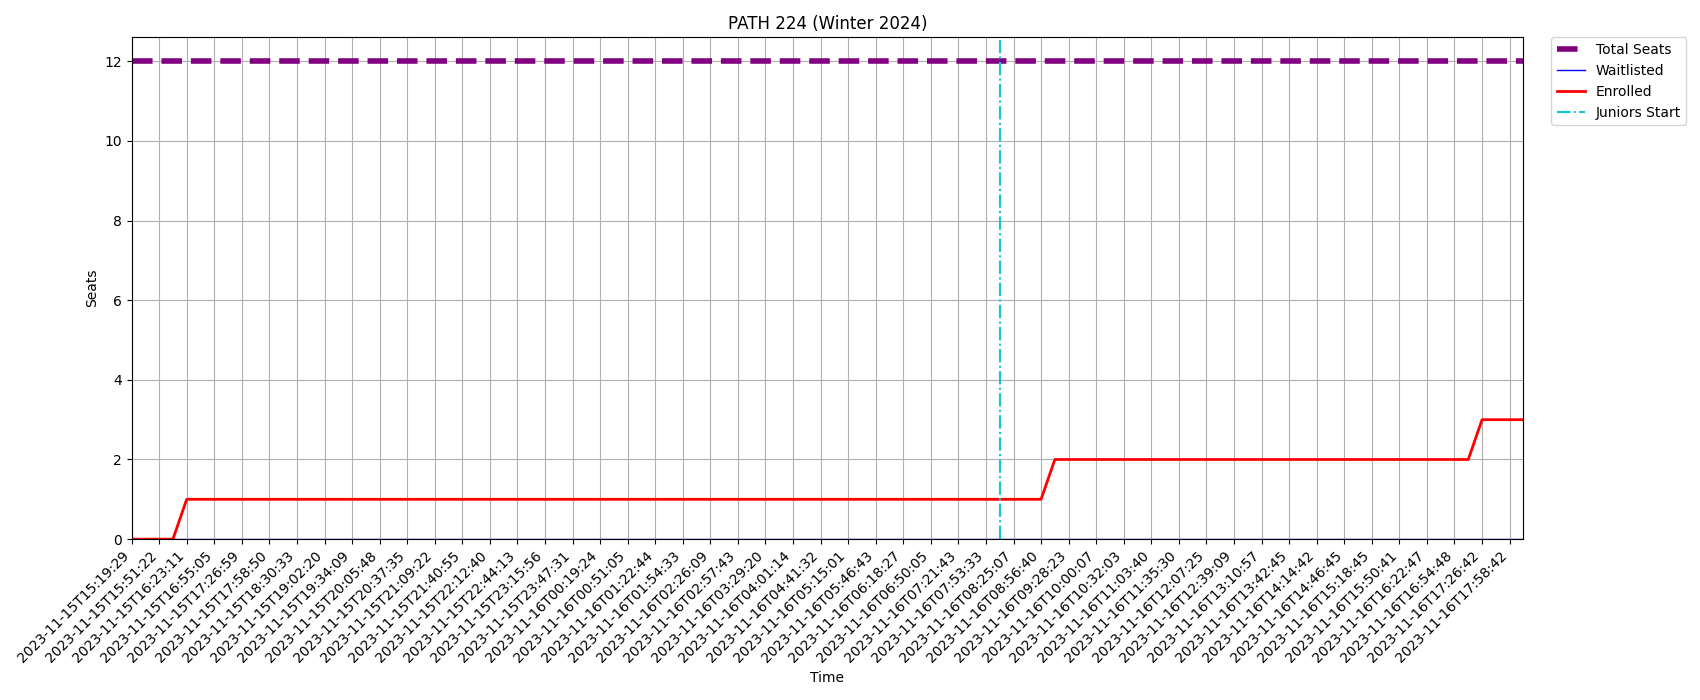 PATH 224 (Winter 2024)
Total Seats
Waitlisted
Enrolled
Juniors Start
12
10
8
6
4
2
0
Seats
2023-11-15T15:19:29
2023-11-15T15:51:22
2023-11-15T16:23:11
2023-11-15T16:55:05
2023-11-15T17:26:59
2023-11-15T17:58:50
2023-11-15T18:30:33
2023-11-15T19:02:20
2023-11-15T19:34:09
2023-11-15T20:05:48
2023-11-15T20:37:35
2023-11-15T21:09:22
2023-11-15T21:40:55
2023-11-15T22:12:40
2023-11-15T22:44:13
2023-11-15T23:15:56
2023-11-15T23:47:31
2023-11-16T00:19:24
2023-11-16T00:51:05
2023-11-16T01:22:44
2023-11-16T01:54:33
2023-11-16T02:26:09
2023-11-16T02:57:43
2023-11-16T03:29:20
2023-11-16T04:01:14
2023-11-16T04:41:32
2023-11-16T05:15:01
2023-11-16T05:46:43
2023-11-16T06:18:27
2023-11-16T06:50:05
2023-11-16T07:21:43
2023-11-16T07:53:33
2023-11-16T08:25:07
2023-11-16T08:56:40
2023-11-16T09:28:23
2023-11-16T10:00:07
2023-11-16T10:32:03
2023-11-16T11:03:40
2023-11-16T11:35:30
2023-11-16T12:07:25
2023-11-16T12:39:09
2023-11-16T13:10:57
2023-11-16T13:42:45
2023-11-16T14:14:42
2023-11-16T14:46:45
2023-11-16T15:18:45
2023-11-16T15:50:41
2023-11-16T16:22:47
2023-11-16T16:54:48
2023-11-16T17:26:42
2023-11-16T17:58:42
Time